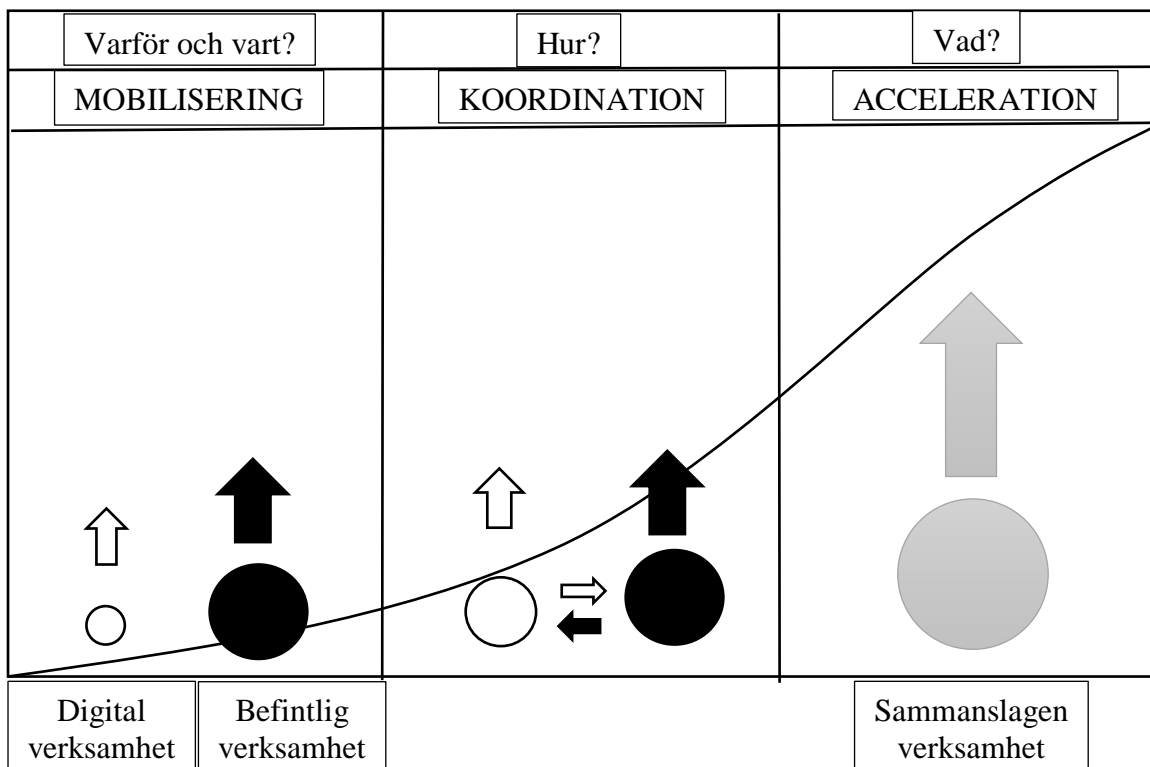 Varför och vart?
Hur?
Vad?
MOBILISERING
KOORDINATION
ACCELERATION
Digital
verksamhet
Befintlig
verksamhet
Sammanslagen
verksamhet